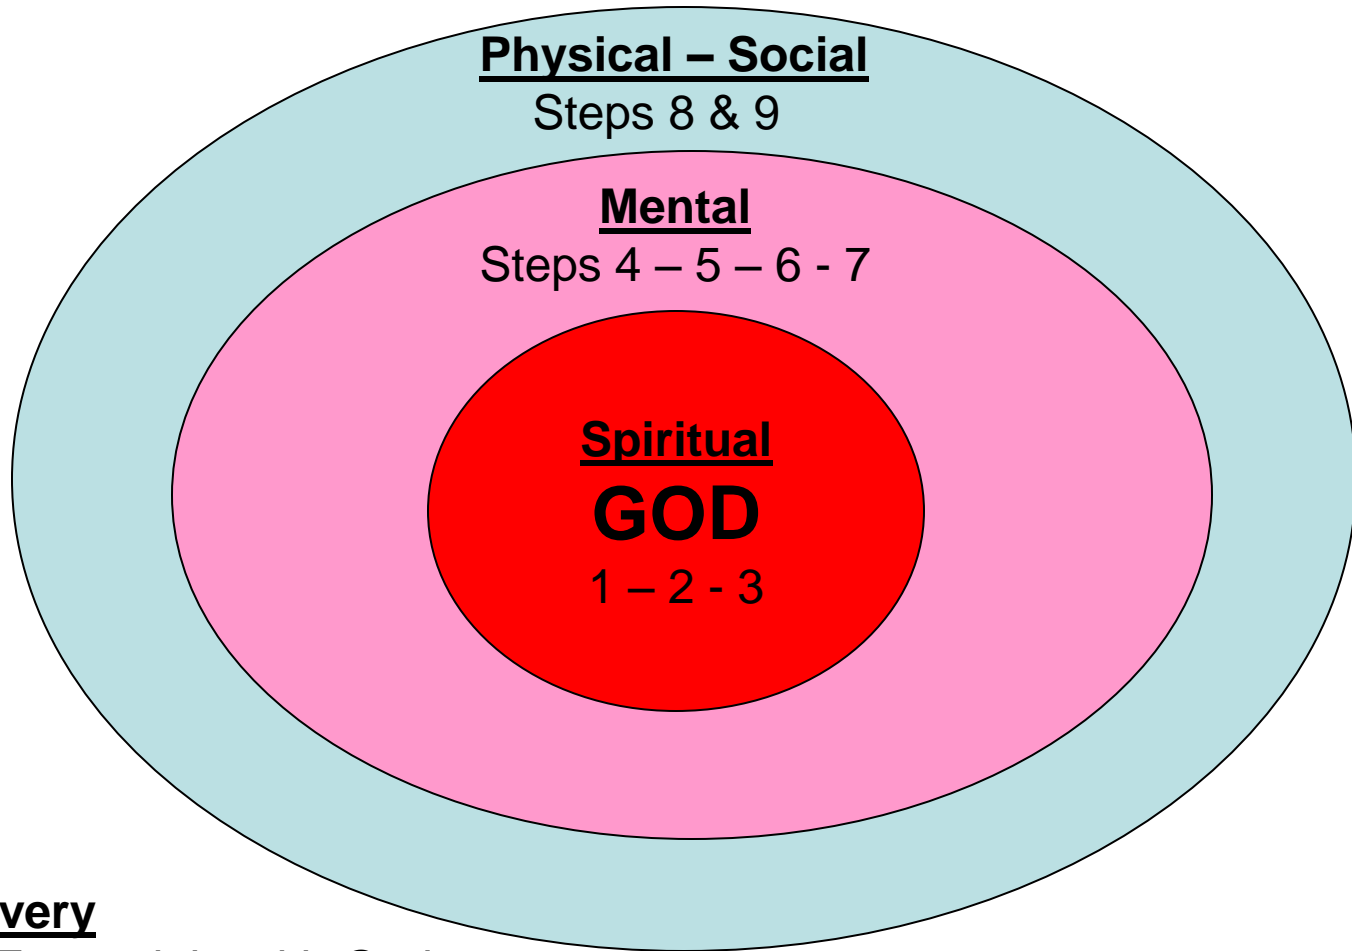 Physical – Social
Steps 8 & 9
Mental
Steps 4 – 5 – 6 - 7
Spiritual
GOD
1 – 2 - 3
very